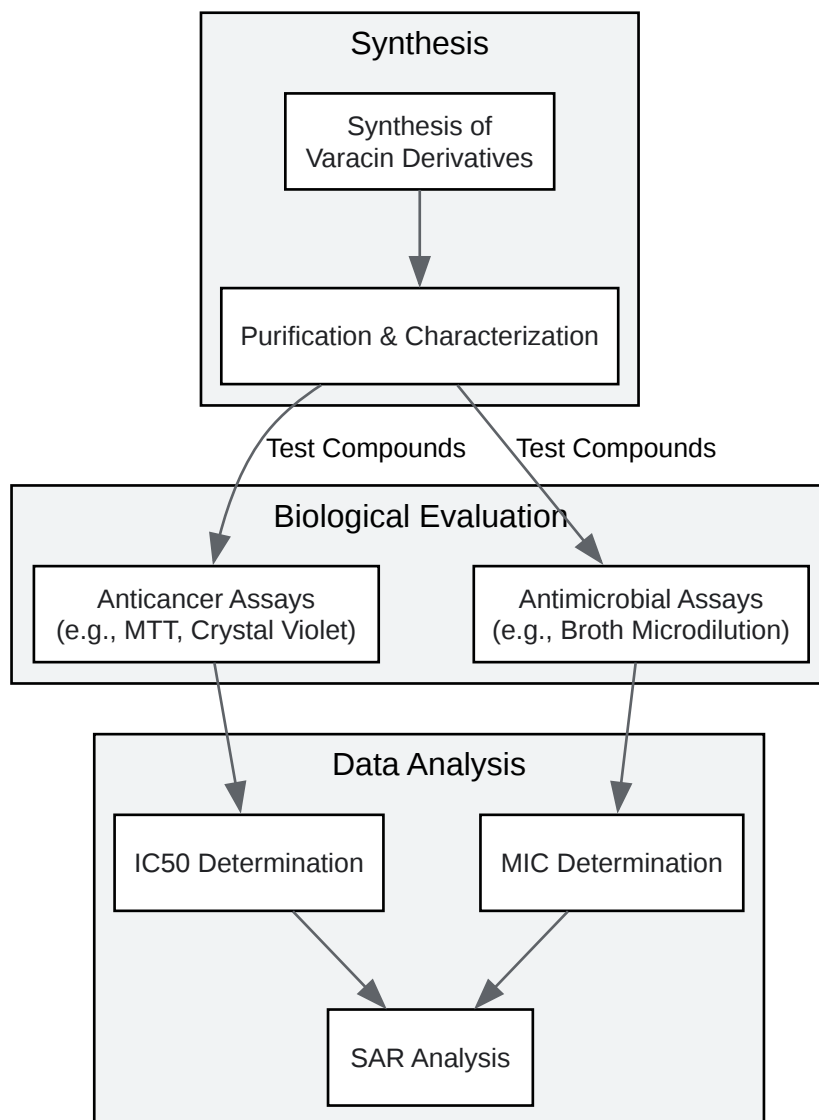 Synthesis
Synthesis of
Varacin Derivatives
Purification & Characterization
Test Compounds
Test Compounds
Biological Evaluation
Anticancer Assays
(e.g., MTT, Crystal Violet)
Antimicrobial Assays
(e.g., Broth Microdilution)
Data Analysis
IC50 Determination
MIC Determination
SAR Analysis